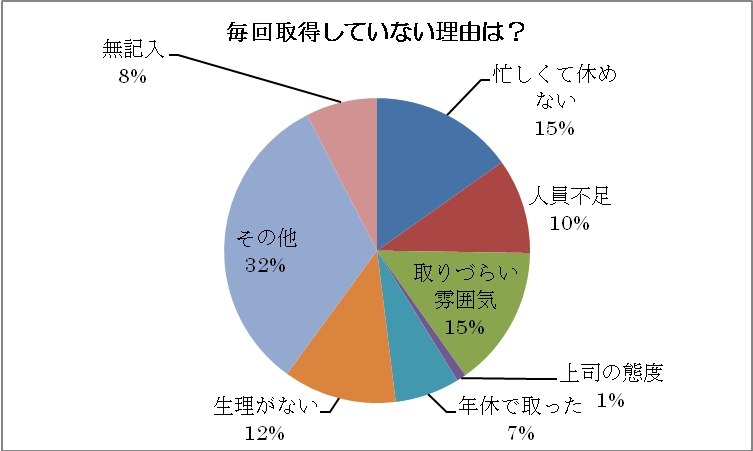 毎回取得していない理由は？
無記入
8%
忙しくて休め
ない
15%
人員不足
10%
取りづらい
雰囲気
15%
上司の態度
1%
年休で取った
7%
生理がない
12%
その他
32%